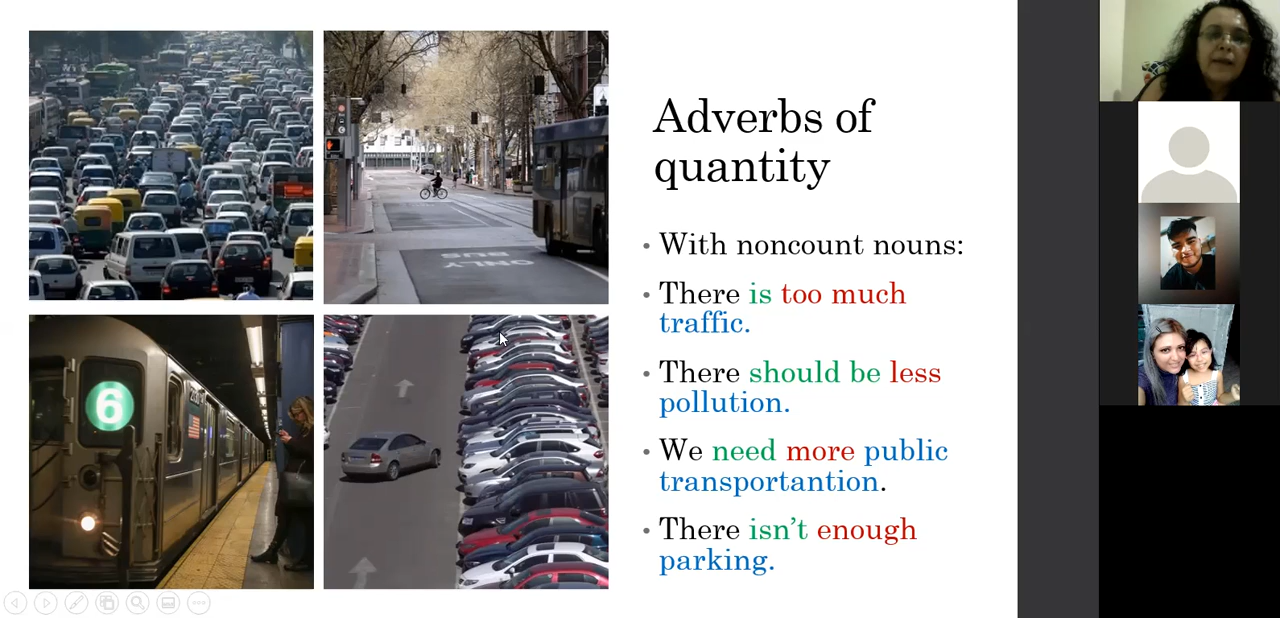 Adverbs of
quantity
• With noncount nouns:
• There is too much
traffic.
• There should be less
pollution.
• We need more public
transportantion.
• There isn't enough
parking.
ONLY
BUS
6